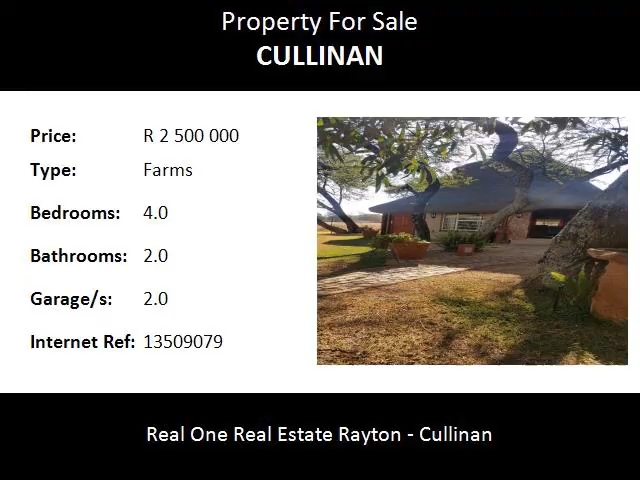 Property For Sale
CULLINAN
Price: R 2 500 000
Type: Farms
Bedrooms: 4.0
Bathrooms: 2.0
Garage/s: 2.0
Internet Ref: 13509079
Real One Real Estate Rayton - Cullinan